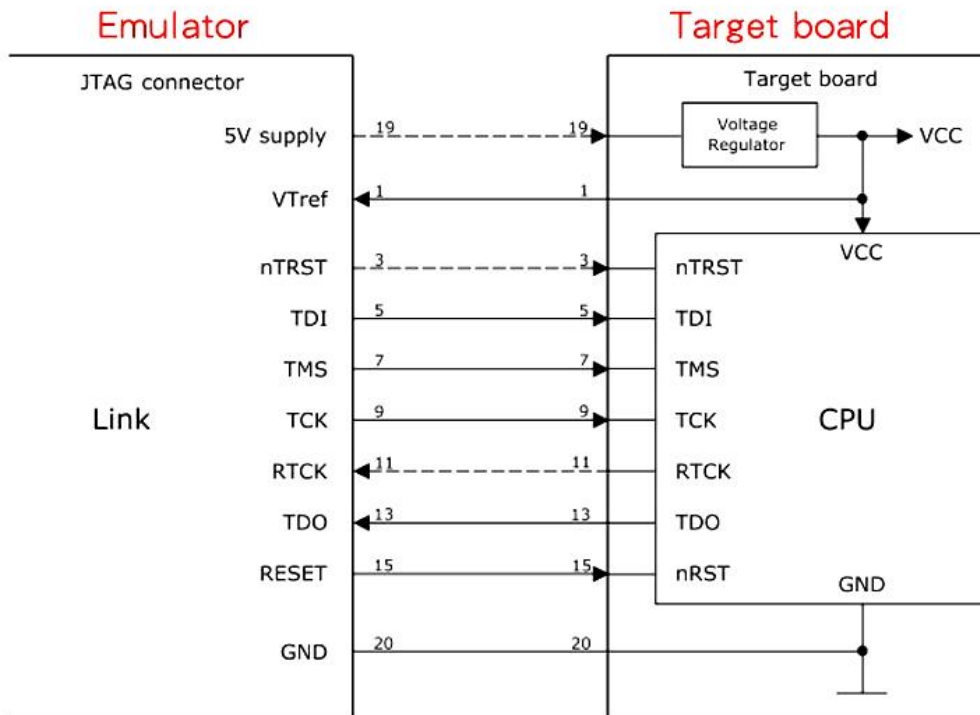 Emulator
Target board
JTAG connector
Target board
5V supply 19 19 Voltage Regulator VCC
VTref 1 1
VCC
nTRST 3 3 nTRST
TDI 5 5 TDI
TMS 7 7 TMS
Link TCK 9 9 TCK CPU
RTCK 11 11 RTCK
TDO 13 13 TDO
RESET 15 15 nRST
GND
GND 20 20